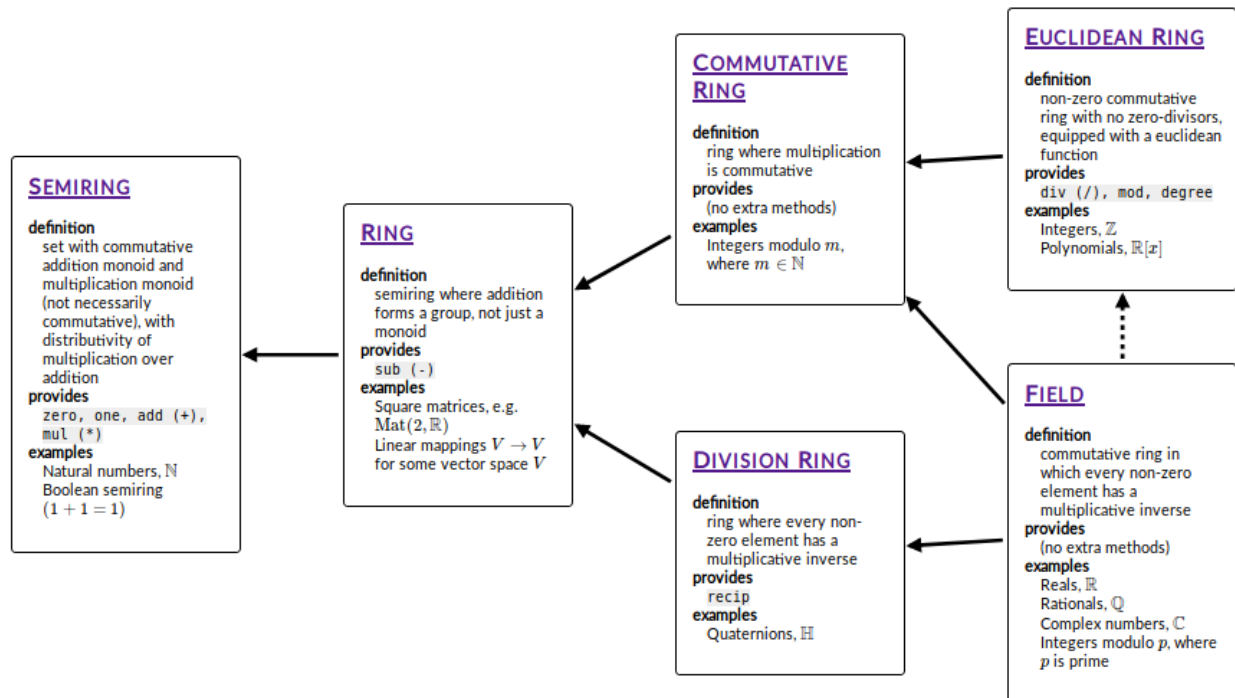 SEMIRING
definition
set with commutative
addition monoid and
multiplication monoid
(not necessarily
commutative), with
distributivity of
multiplication over
addition
provides
zero, one, add (+),
mul (*)
examples
Natural numbers, ℕ
Boolean semiring
(1 + 1 = 1)
RING
definition
semiring where addition
forms a group, not just a
monoid
provides
sub (-)
examples
Square matrices, e.g.
Mat(2, ℝ)
Linear mappings V → V
for some vector space V
COMMUTATIVE
RING
definition
ring where multiplication
is commutative
provides
(no extra methods)
examples
Integers modulo m,
where m ∈ ℕ
DIVISION RING
definition
ring where every non-
zero element has a
multiplicative inverse
provides
recip
examples
Quaternions, ℍ
EUCLIDEAN RING
definition
non-zero commutative
ring with no zero-divisors,
equipped with a euclidean
function
provides
div (/), mod, degree
examples
Integers, ℤ
Polynomials, ℝ[x]
FIELD
definition
commutative ring in
which every non-zero
element has a
multiplicative inverse
provides
(no extra methods)
examples
Reals, ℝ
Rationals, ℚ
Complex numbers, ℂ
Integers modulo p, where
p is prime